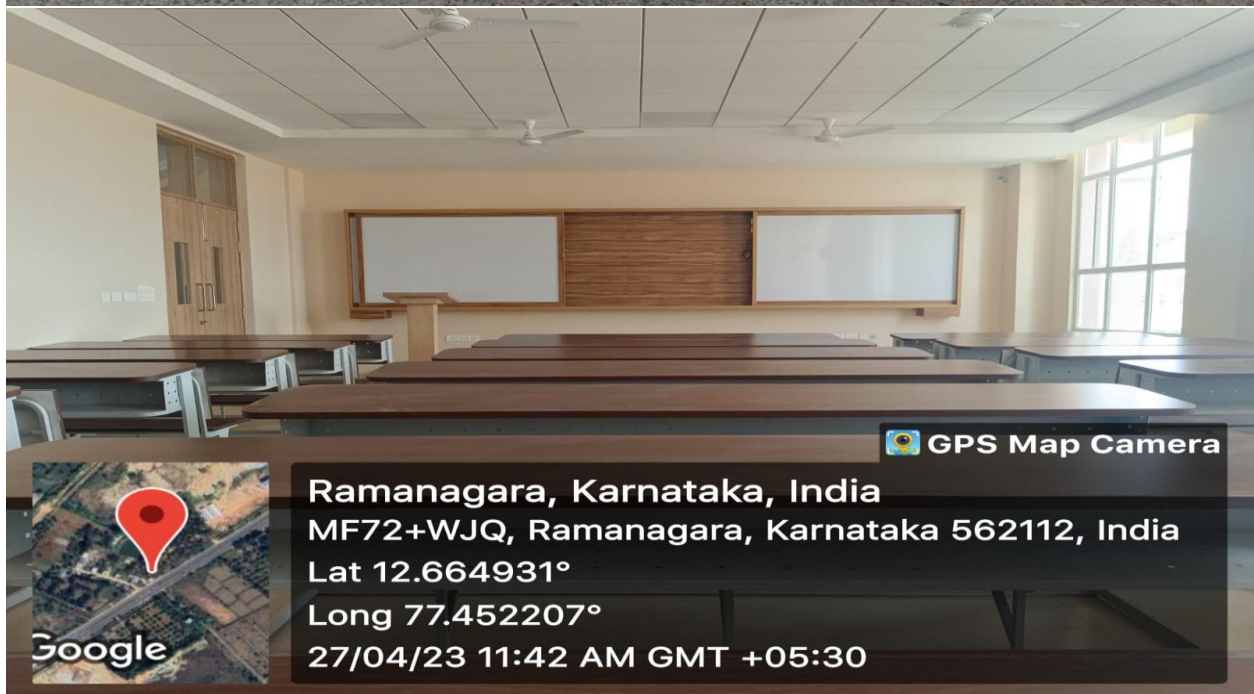 GPS Map Camera
Ramanagara, Karnataka, India
MF72+WJQ, Ramanagara, Karnataka 562112, India
Lat 12.664931°
Long 77.452207°
27/04/23 11:42 AM GMT +05:30
Google